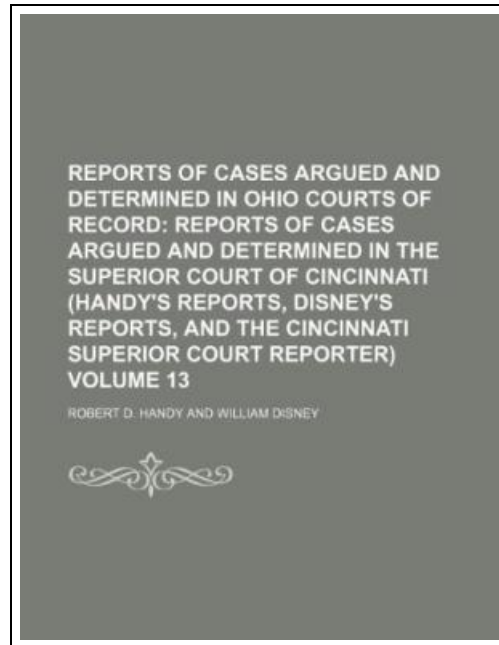 REPORTS OF CASES ARGUED AND
DETERMINED IN OHIO COURTS OF
RECORD: REPORTS OF CASES
ARGUED AND DETERMINED IN THE
SUPERIOR COURT OF CINCINNATI
(HANDY'S REPORTS, DISNEY'S
REPORTS, AND THE CINCINNATI
SUPERIOR COURT REPORTER)
VOLUME 13
ROBERT D. HANDY AND WILLIAM DISNEY